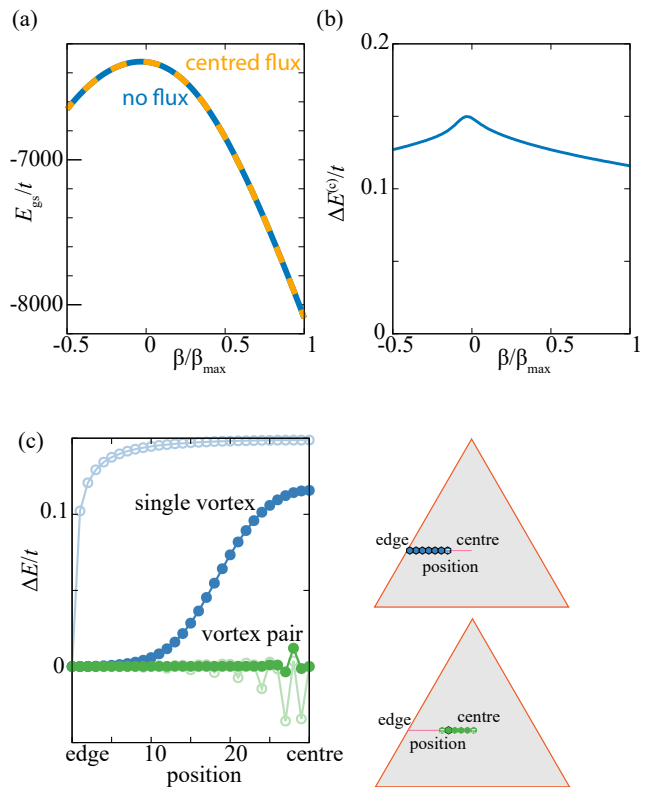 (a)
centred flux
no flux
-7000
-8000
E_gs/t
-0.5 0 0.5 1
β/β_max
(b)
0.2
0.1
0
ΔE^(c)/t
-0.5 0 0.5 1
β/β_max
(c)
0.1
0
ΔE/t
single vortex
vortex pair
edge 10 20 centre
position
edge centre
position
edge centre
position